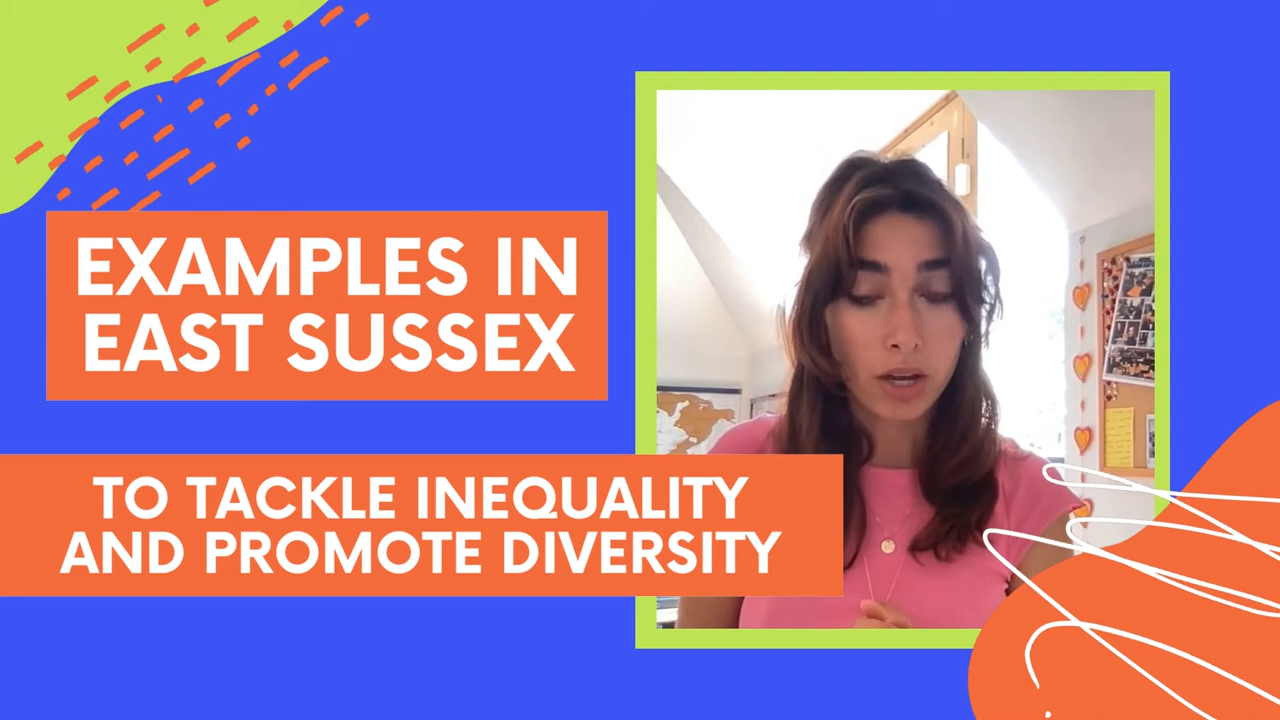 EXAMPLES IN
EAST SUSSEX
TO TACKLE INEQUALITY
AND PROMOTE DIVERSITY